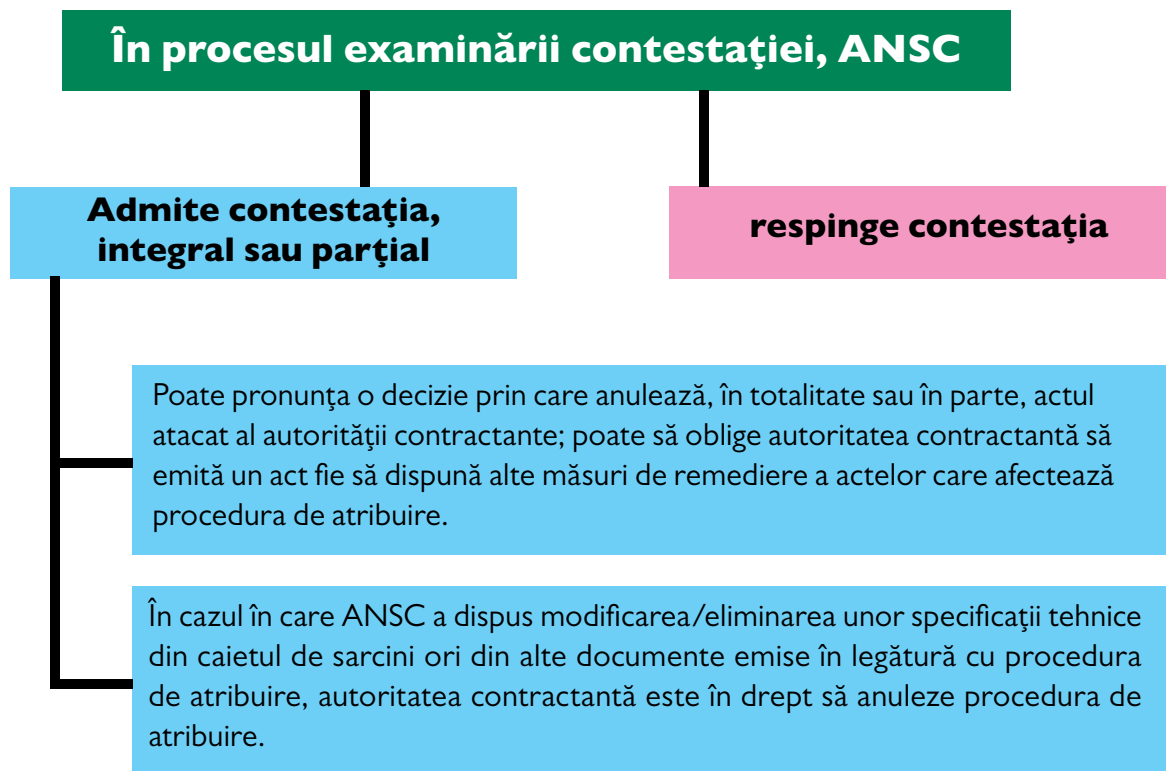 În procesul examinării contestației, ANSC
Admite contestația,
integral sau parțial
respinge contestația
Poate pronunța o decizie prin care anulează, în totalitate sau în parte, actul
atacat al autorității contractante; poate să oblige autoritatea contractantă să
emită un act fie să dispună alte măsuri de remediere a actelor care afectează
procedura de atribuire.
În cazul în care ANSC a dispus modificarea/eliminarea unor specificații tehnice
din caietul de sarcini ori din alte documente emise în legătură cu procedura
de atribuire, autoritatea contractantă este în drept să anuleze procedura de
atribuire.